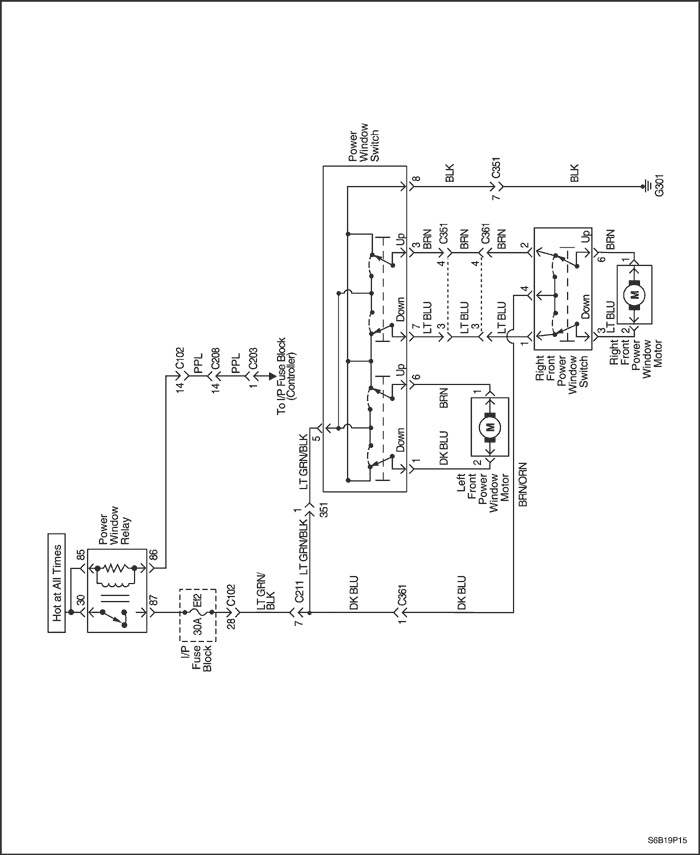 Hot at All Times
30
85
Power
Window
Relay
87
86
I/P
Fuse
Block
30A
Ef2
28
C102
LT GRN/
BLK
7
C211
LT GRN/BLK
1
351
LT GRN/BLK
5
DK BLU
1
C361
DK BLU
BRN/ORN
14
C102
PPL
14
C208
PPL
1
C203
To I/P Fuse Block
(Controller)
Power
Window
Switch
Down
Up
Down
Up
1
6
7
3
8
DK BLU
BRN
2
1
M
Left
Front
Power
Window
Motor
LT BLU
BRN
3
4
C351
LT BLU
BRN
3
4
C361
LT BLU
BRN
1
4
2
Right
Front
Power
Window
Switch
Down
Up
3
6
LT BLU
BRN
2
1
M
Right
Front
Power
Window
Motor
BLK
7
C351
BLK
G301
S6B19P15